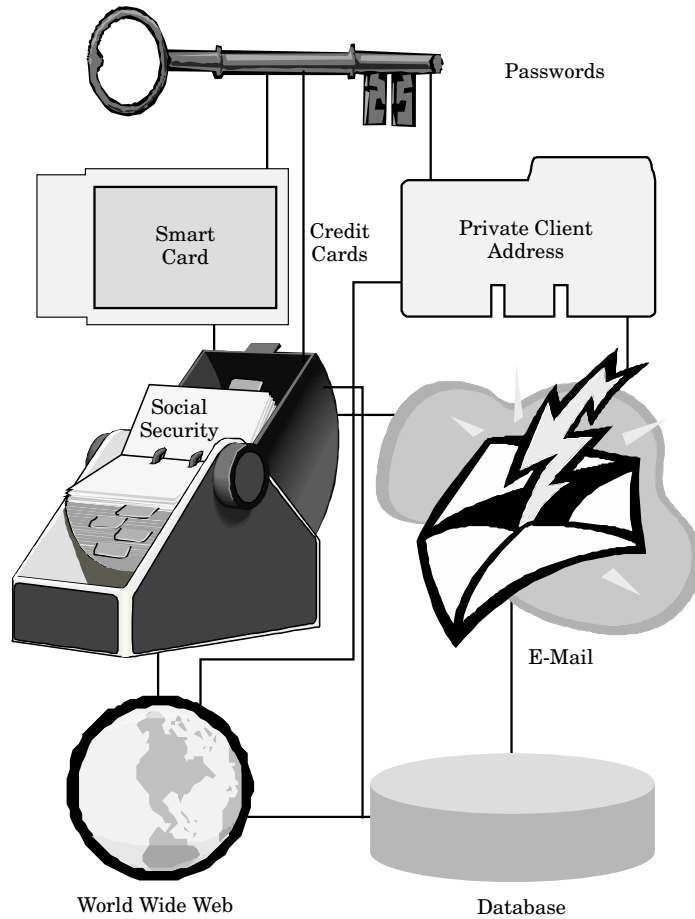 Passwords
Smart
Card
Credit
Cards
Private Client
Address
Social
Security
E-Mail
World Wide Web
Database